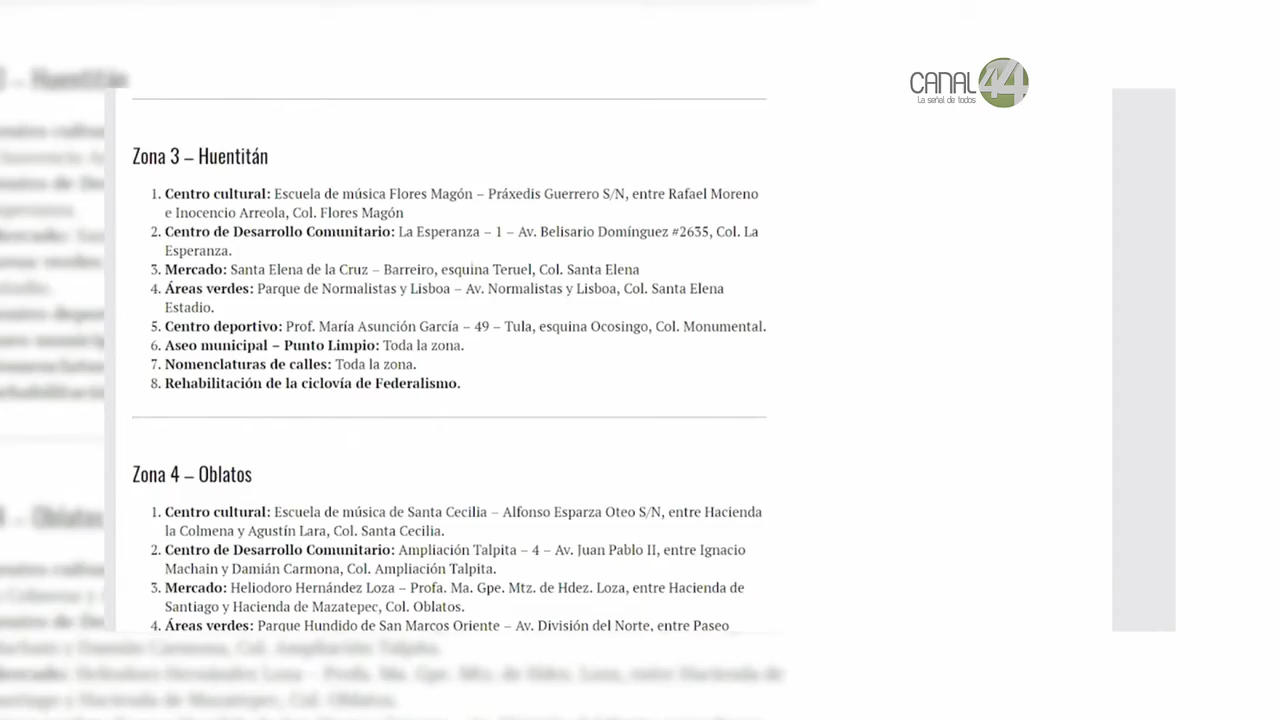 CANAL 44
La señal de todos
Zona 3 – Huentitán
1. Centro cultural: Escuela de música Flores Magón – Práxedis Guerrero S/N, entre Rafael Moreno
e Inocencio Arreola, Col. Flores Magón
2. Centro de Desarrollo Comunitario: La Esperanza – 1 – Av. Belisario Domínguez #2635, Col. La
Esperanza.
3. Mercado: Santa Elena de la Cruz – Barreiro, esquina Teruel, Col. Santa Elena
4. Áreas verdes: Parque de Normalistas y Lisboa – Av. Normalistas y Lisboa, Col. Santa Elena
Estadio.
5. Centro deportivo: Prof. María Asunción García – 49 – Tula, esquina Ocosingo, Col. Monumental.
6. Aseo municipal – Punto Limpio: Toda la zona.
7. Nomenclaturas de calles: Toda la zona.
8. Rehabilitación de la ciclovía de Federalismo.
Zona 4 – Oblatos
1. Centro cultural: Escuela de música de Santa Cecilia – Alfonso Esparza Oteo S/N, entre Hacienda
la Colmena y Agustín Lara, Col. Santa Cecilia.
2. Centro de Desarrollo Comunitario: Ampliación Talpita – 4 – Av. Juan Pablo II, entre Ignacio
Machain y Damián Carmona, Col. Ampliación Talpita.
3. Mercado: Heliodoro Hernández Loza – Profa. Ma. Gpe. Mtz. de Hdez. Loza, entre Hacienda de
Santiago y Hacienda de Mazatepec, Col. Oblatos.
4. Áreas verdes: Parque Hundido de San Marcos Oriente – Av. División del Norte, entre Paseo